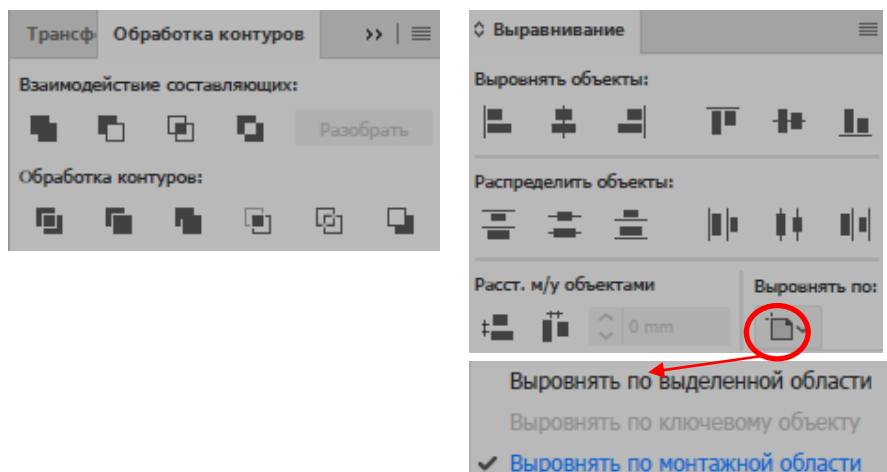 Трансф
Обработка контуров
Взаимодействие составляющих:
Разобрать
Обработка контуров:
Выравнивание
Выровнять объекты:
Распределить объекты:
Расст. м/у объектами
Выровнять по:
0 mm
Выровнять по выделенной области
Выровнять по ключевому объекту
Выровнять по монтажной области